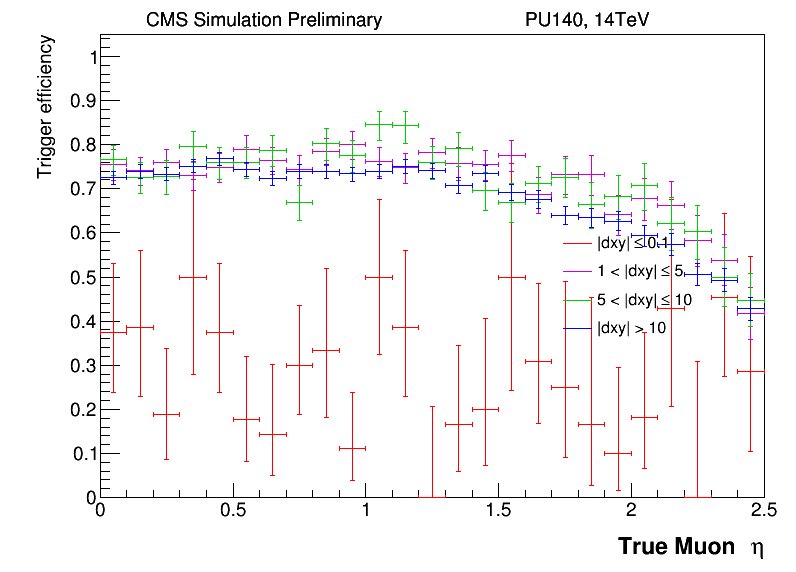 CMS Simulation Preliminary PU140, 14TeV
Trigger efficiency
1
0.9
0.8
0.7
0.6
0.5
0.4
0.3
0.2
0.1
0
|dxy| ≤ 0.1
1 < |dxy| ≤ 5
5 < |dxy| ≤ 10
|dxy| > 10
0 0.5 1 1.5 2 2.5
True Muon η